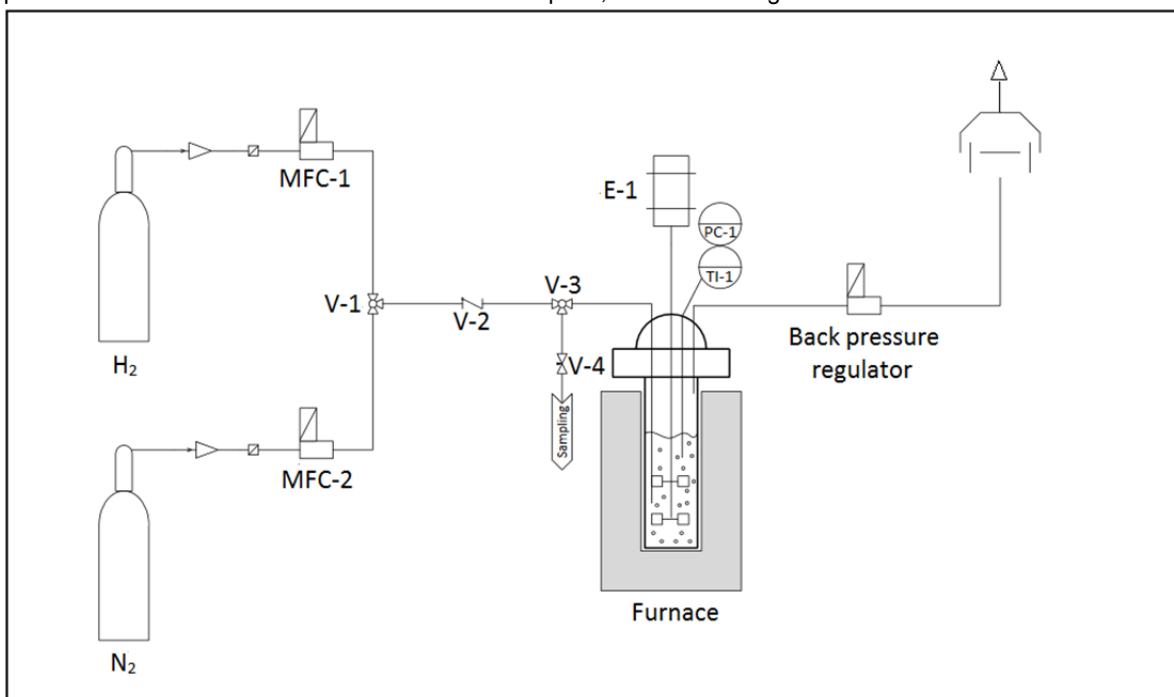 MFC-1
H₂
E-1
PC-1
TI-1
V-1
V-2
V-3
V-4
Sampling
Back pressure
regulator
MFC-2
N₂
Furnace